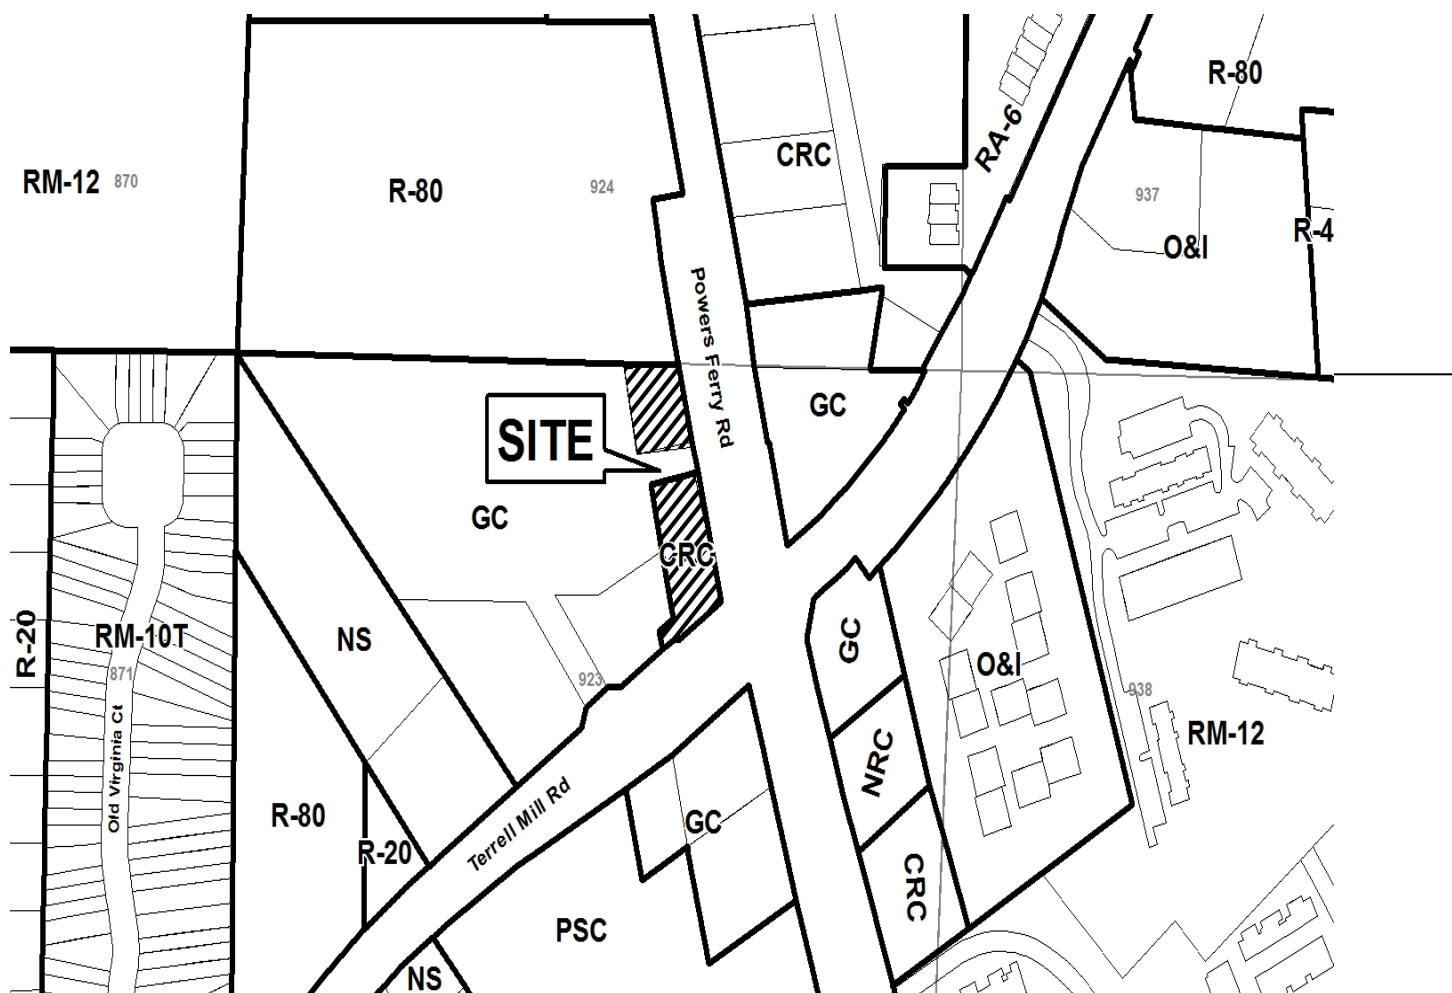 R-80
RA-6
CRC
RM-12 870
R-80
924
937
R-4
O&I
Powers Ferry Rd
GC
SITE
GC
CRC
R-20
RM-10T
NS
GC
O&I
871
923
938
Old Virginia Ct
RM-12
NRC
R-80
Terrell Mill Rd
GC
R-20
CRC
PSC
NS